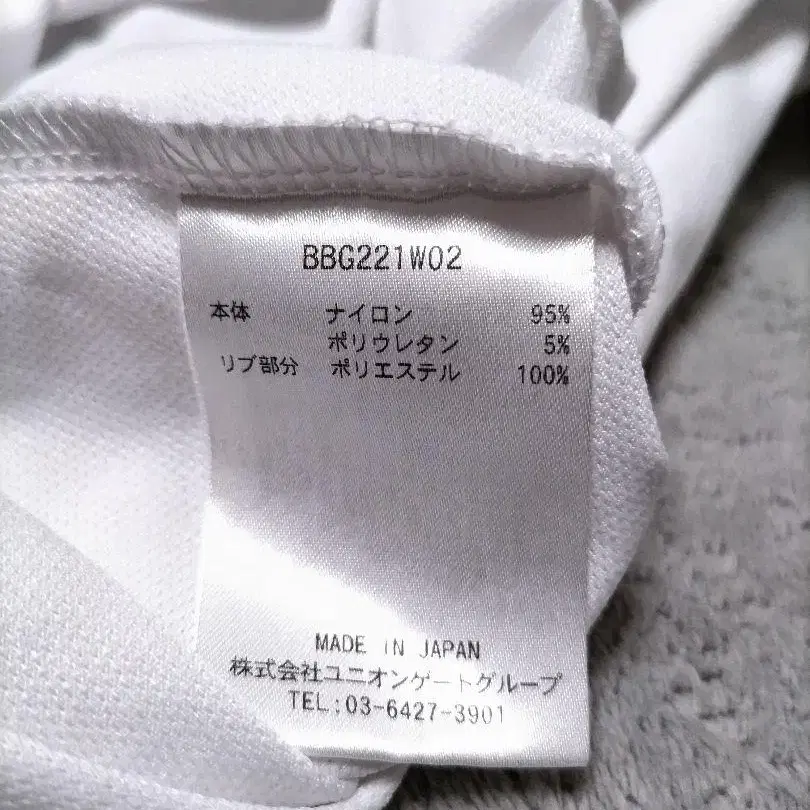 BBG221W02
本体 ナイロン 95%
ポリウレタン 5%
リブ部分 ポリエステル 100%
MADE IN JAPAN
株式会社ユニオンゲートグループ
TEL:03-6427-3901